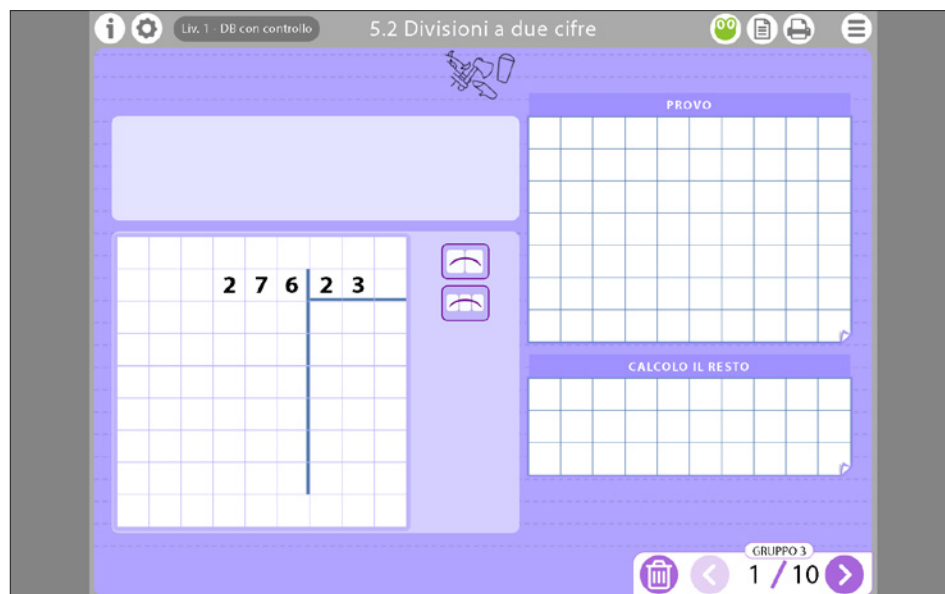 Liv. 1 - DB con controllo
5.2 Divisioni a due cifre
PROVO
2 7 6 2 3
CALCOLO IL RESTO
GRUPPO 3
1 / 10